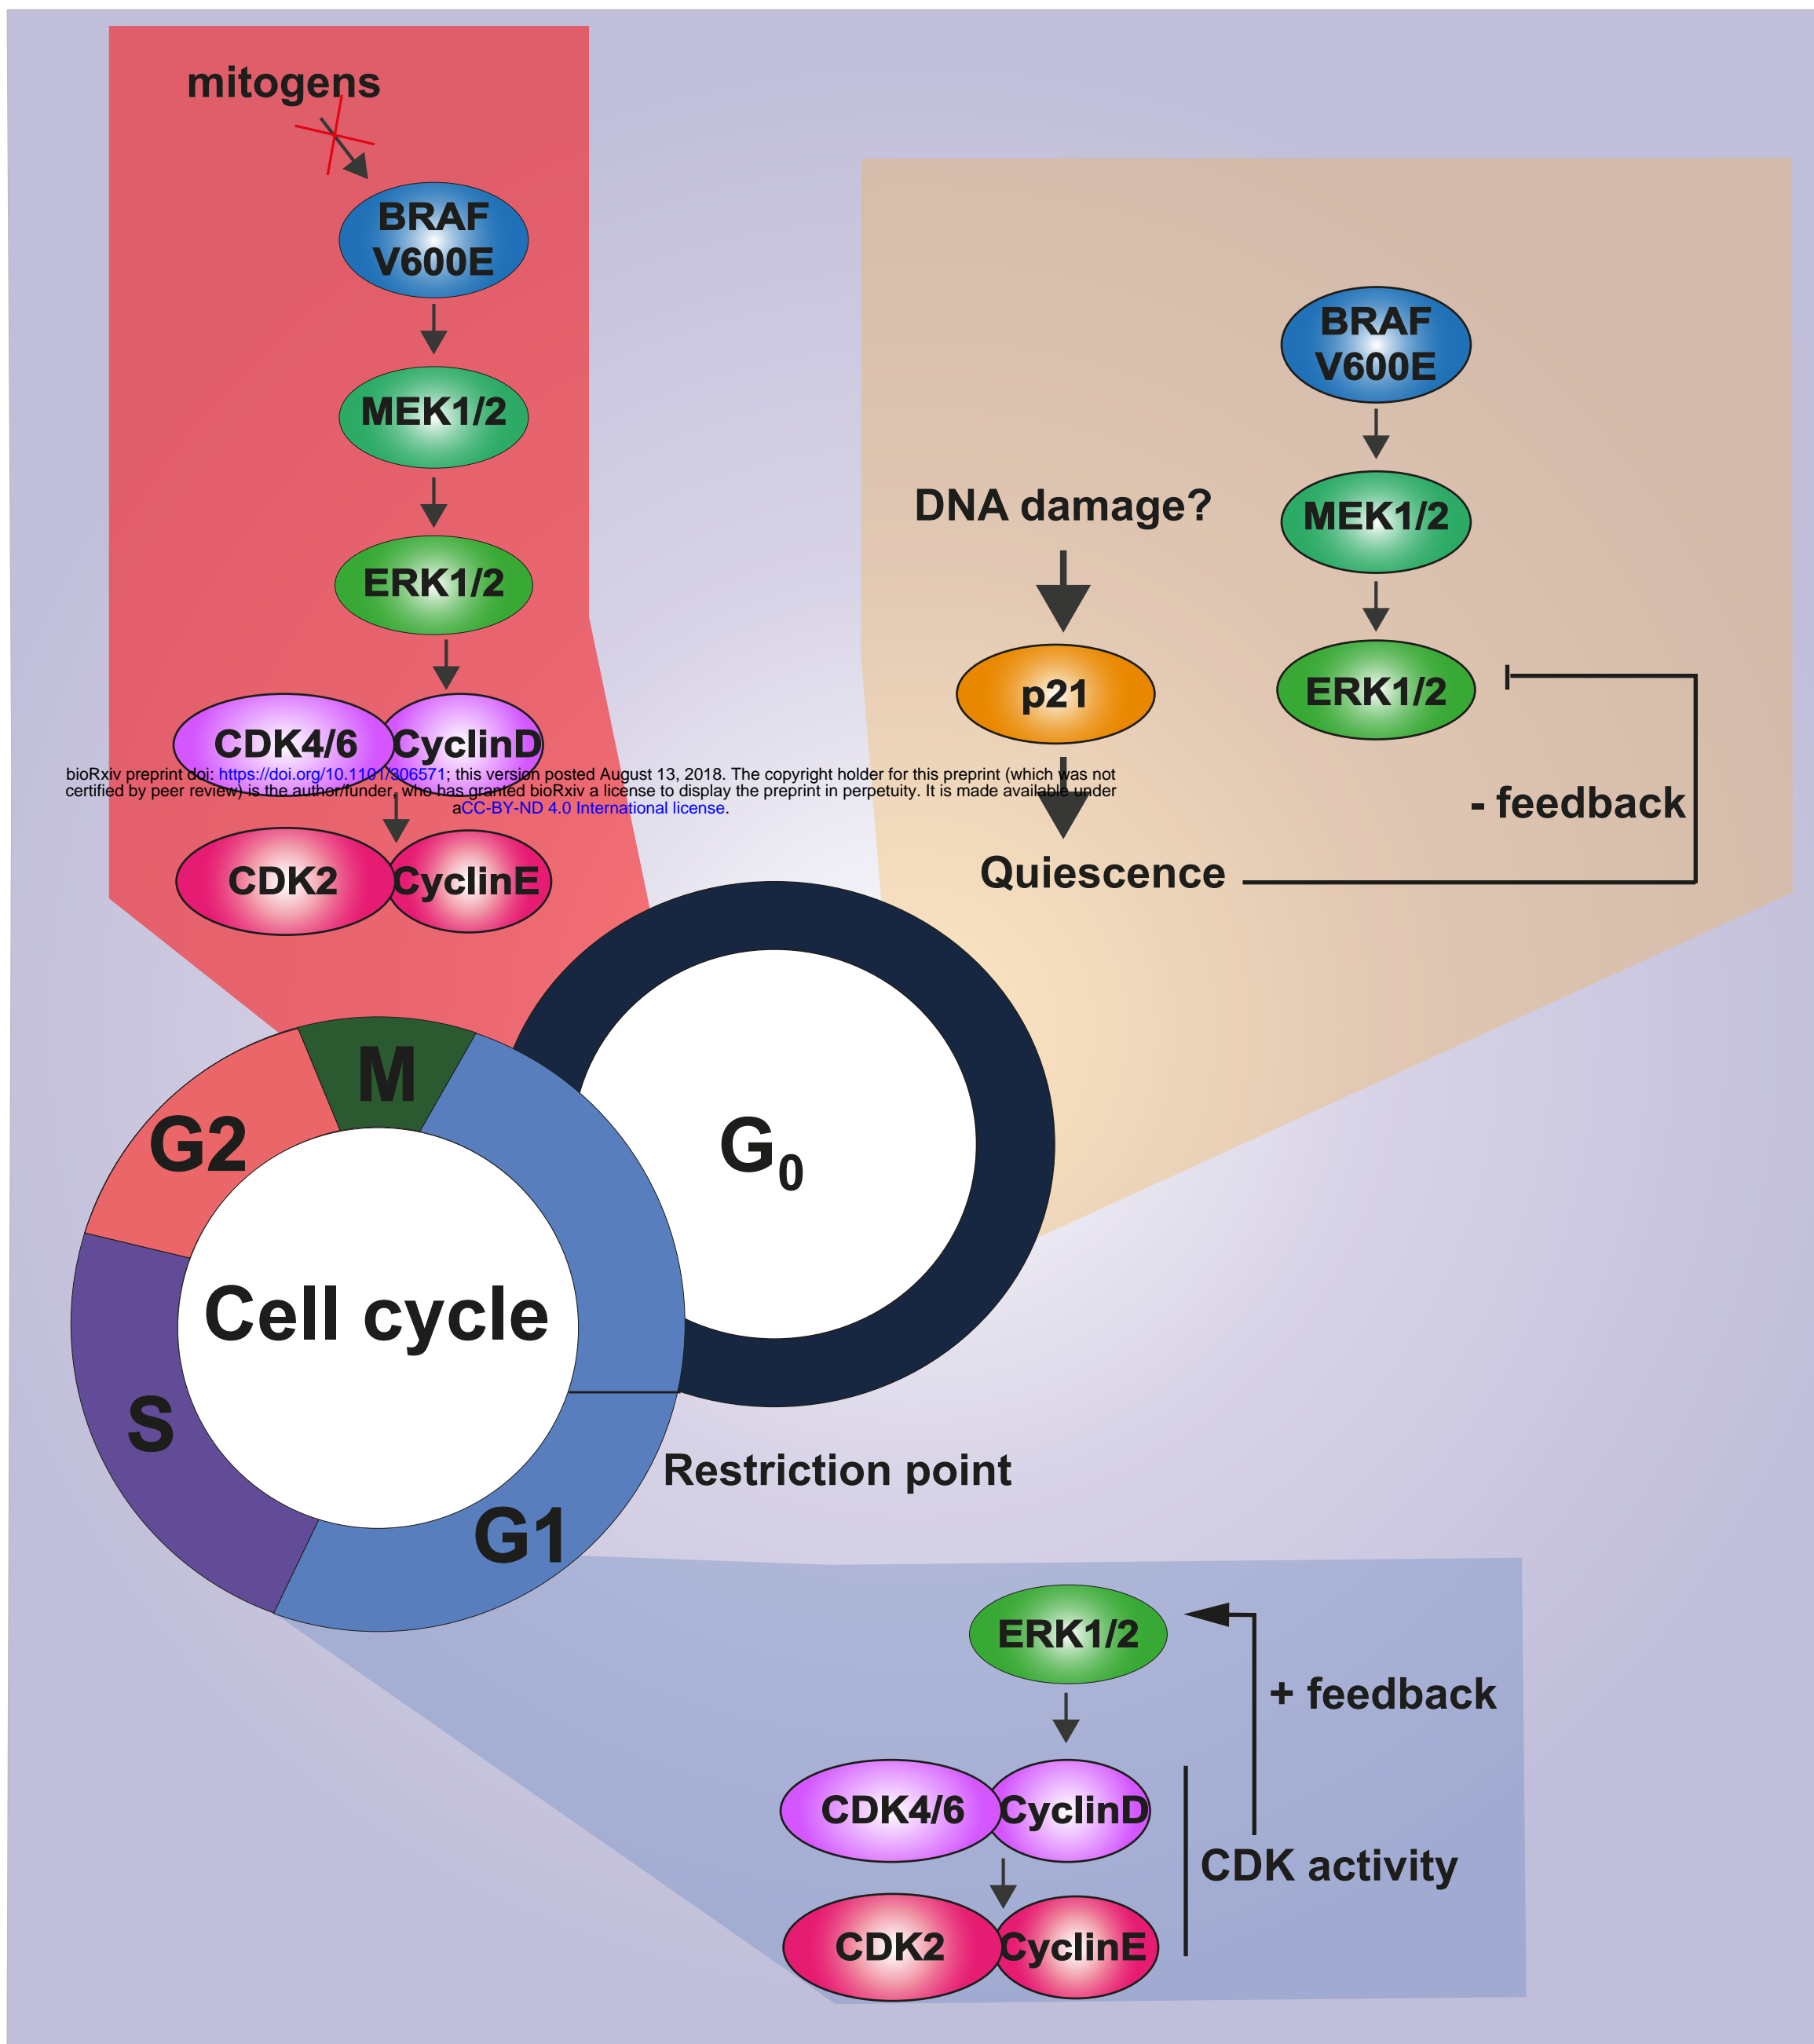 mitogens
BRAF
V600E
MEK1/2
ERK1/2
CDK4/6 CyclinD
bioRxiv preprint doi: https://doi.org/10.1101/306571; this version posted August 13, 2018. The copyright holder for this preprint (which was not
certified by peer review) is the author/funder, who has granted bioRxiv a license to display the preprint in perpetuity. It is made available under
aCC-BY-ND 4.0 International license.
CDK2 CyclinE
BRAF
V600E
DNA damage?
MEK1/2
p21
ERK1/2
- feedback
Quiescence
M
G2
G0
Cell cycle
S
Restriction point
G1
ERK1/2
+ feedback
CDK4/6 CyclinD
CDK activity
CDK2 CyclinE